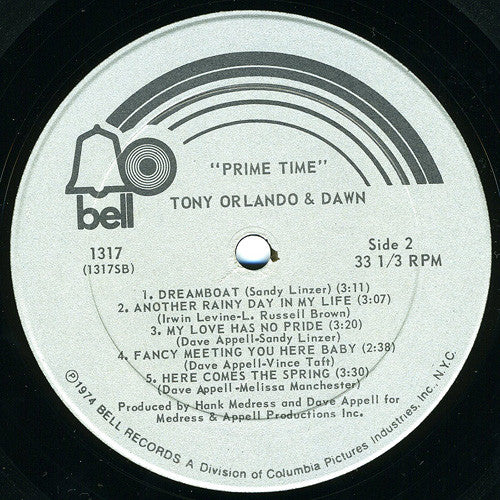 bell
"PRIME TIME"
TONY ORLANDO & DAWN
1317
(1317SB)
Side 2
33 1/3 RPM
1. DREAMBOAT (Sandy Linzer) (3:11)
2. ANOTHER RAINY DAY IN MY LIFE (3:07)
(Irwin Levine-L. Russell Brown)
3. MY LOVE HAS NO PRIDE (3:20)
(Dave Appell-Sandy Linzer)
4. FANCY MEETING YOU HERE BABY (2:38)
(Dave Appell-Vince Taft)
5. HERE COMES THE SPRING (3:30)
(Dave Appell-Melissa Manchester)
Produced by Hank Medress and Dave Appell for
Medress & Appell Productions Inc.
℗1974 BELL RECORDS A Division of Columbia Pictures Industries, Inc. N.Y.C.